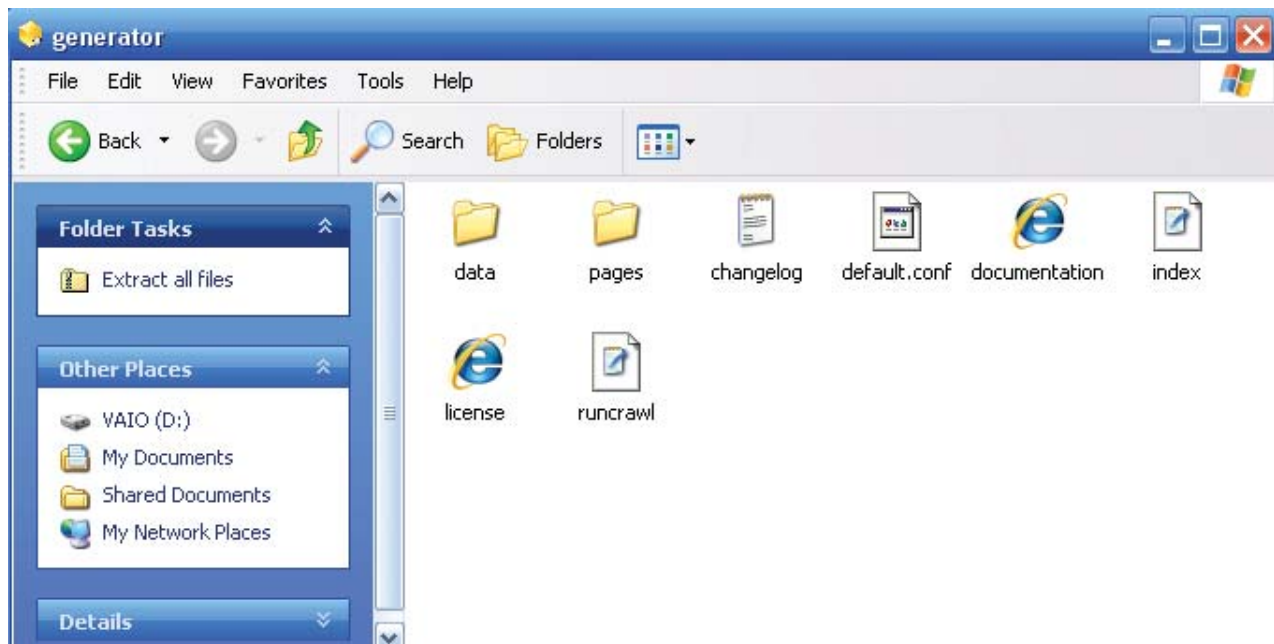 generator
File Edit View Favorites Tools Help
Back Search Folders
Folder Tasks
Extract all files
Other Places
VAIO (D:)
My Documents
Shared Documents
My Network Places
Details
data pages changelog default.conf documentation index
license runcrawl